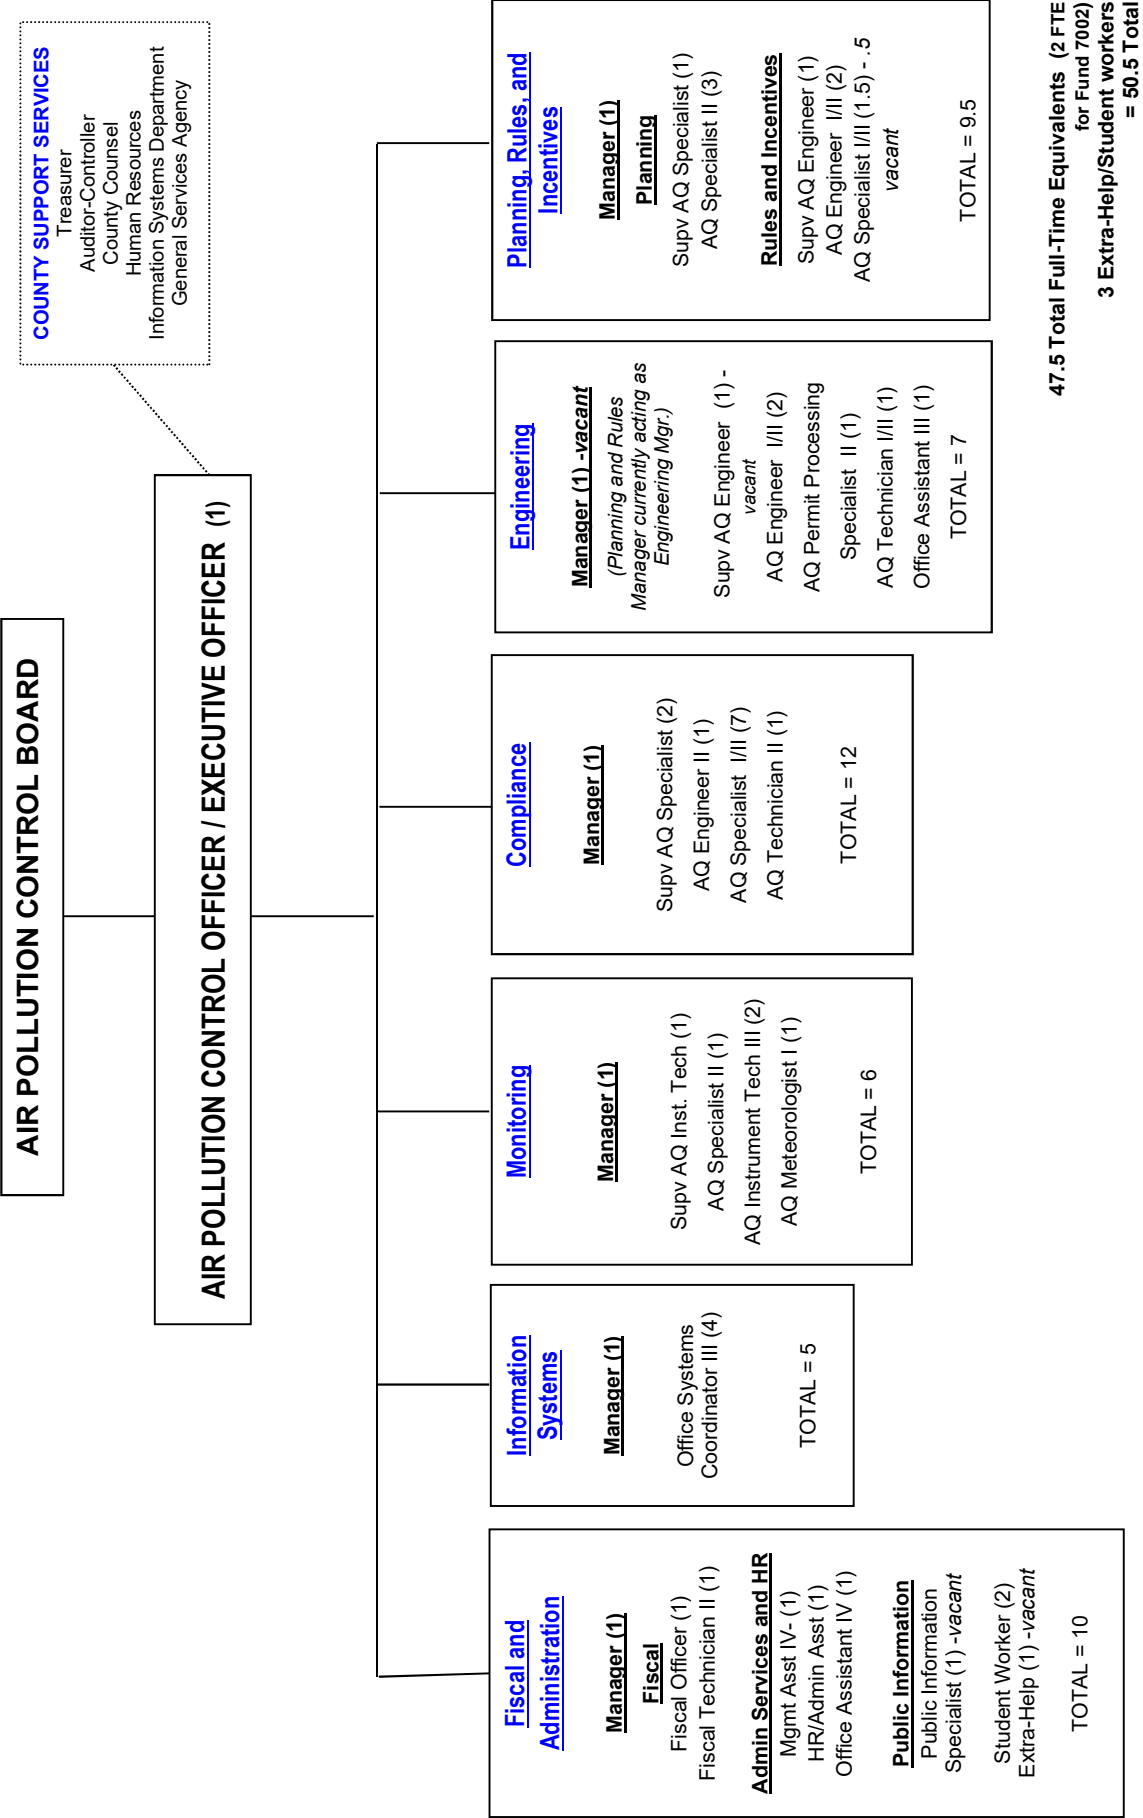 AIR POLLUTION CONTROL BOARD
COUNTY SUPPORT SERVICES
Treasurer
Auditor-Controller
County Counsel
Human Resources
Information Systems Department
General Services Agency
AIR POLLUTION CONTROL OFFICER / EXECUTIVE OFFICER (1)
Fiscal and
Administration
Manager (1)
Fiscal
Fiscal Officer (1)
Fiscal Technician II (1)
Admin Services and HR
Mgmt Asst IV- (1)
HR/Admin Asst (1)
Office Assistant IV (1)
Public Information
Public Information
Specialist (1) -vacant
Student Worker (2)
Extra-Help (1) -vacant
TOTAL = 10
Information
Systems
Manager (1)
Office Systems
Coordinator III (4)
TOTAL = 5
Monitoring
Manager (1)
Supv AQ Inst. Tech (1)
AQ Specialist II (1)
AQ Instrument Tech III (2)
AQ Meteorologist I (1)
TOTAL = 6
Compliance
Manager (1)
Supv AQ Specialist (2)
AQ Engineer II (1)
AQ Specialist I/II (7)
AQ Technician II (1)
TOTAL = 12
Engineering
Manager (1) -vacant
(Planning and Rules
Manager currently acting as
Engineering Mgr.)
Supv AQ Engineer (1) -
vacant
AQ Engineer I/II (2)
AQ Permit Processing
Specialist II (1)
AQ Technician I/II (1)
Office Assistant III (1)
TOTAL = 7
Planning, Rules, and
Incentives
Manager (1)
Planning
Supv AQ Specialist (1)
AQ Specialist II (3)
Rules and Incentives
Supv AQ Engineer (1)
AQ Engineer I/II (2)
AQ Specialist I/II (1.5) - .5
vacant
TOTAL = 9.5
47.5 Total Full-Time Equivalents (2 FTE
for Fund 7002)
3 Extra-Help/Student workers
= 50.5 Total